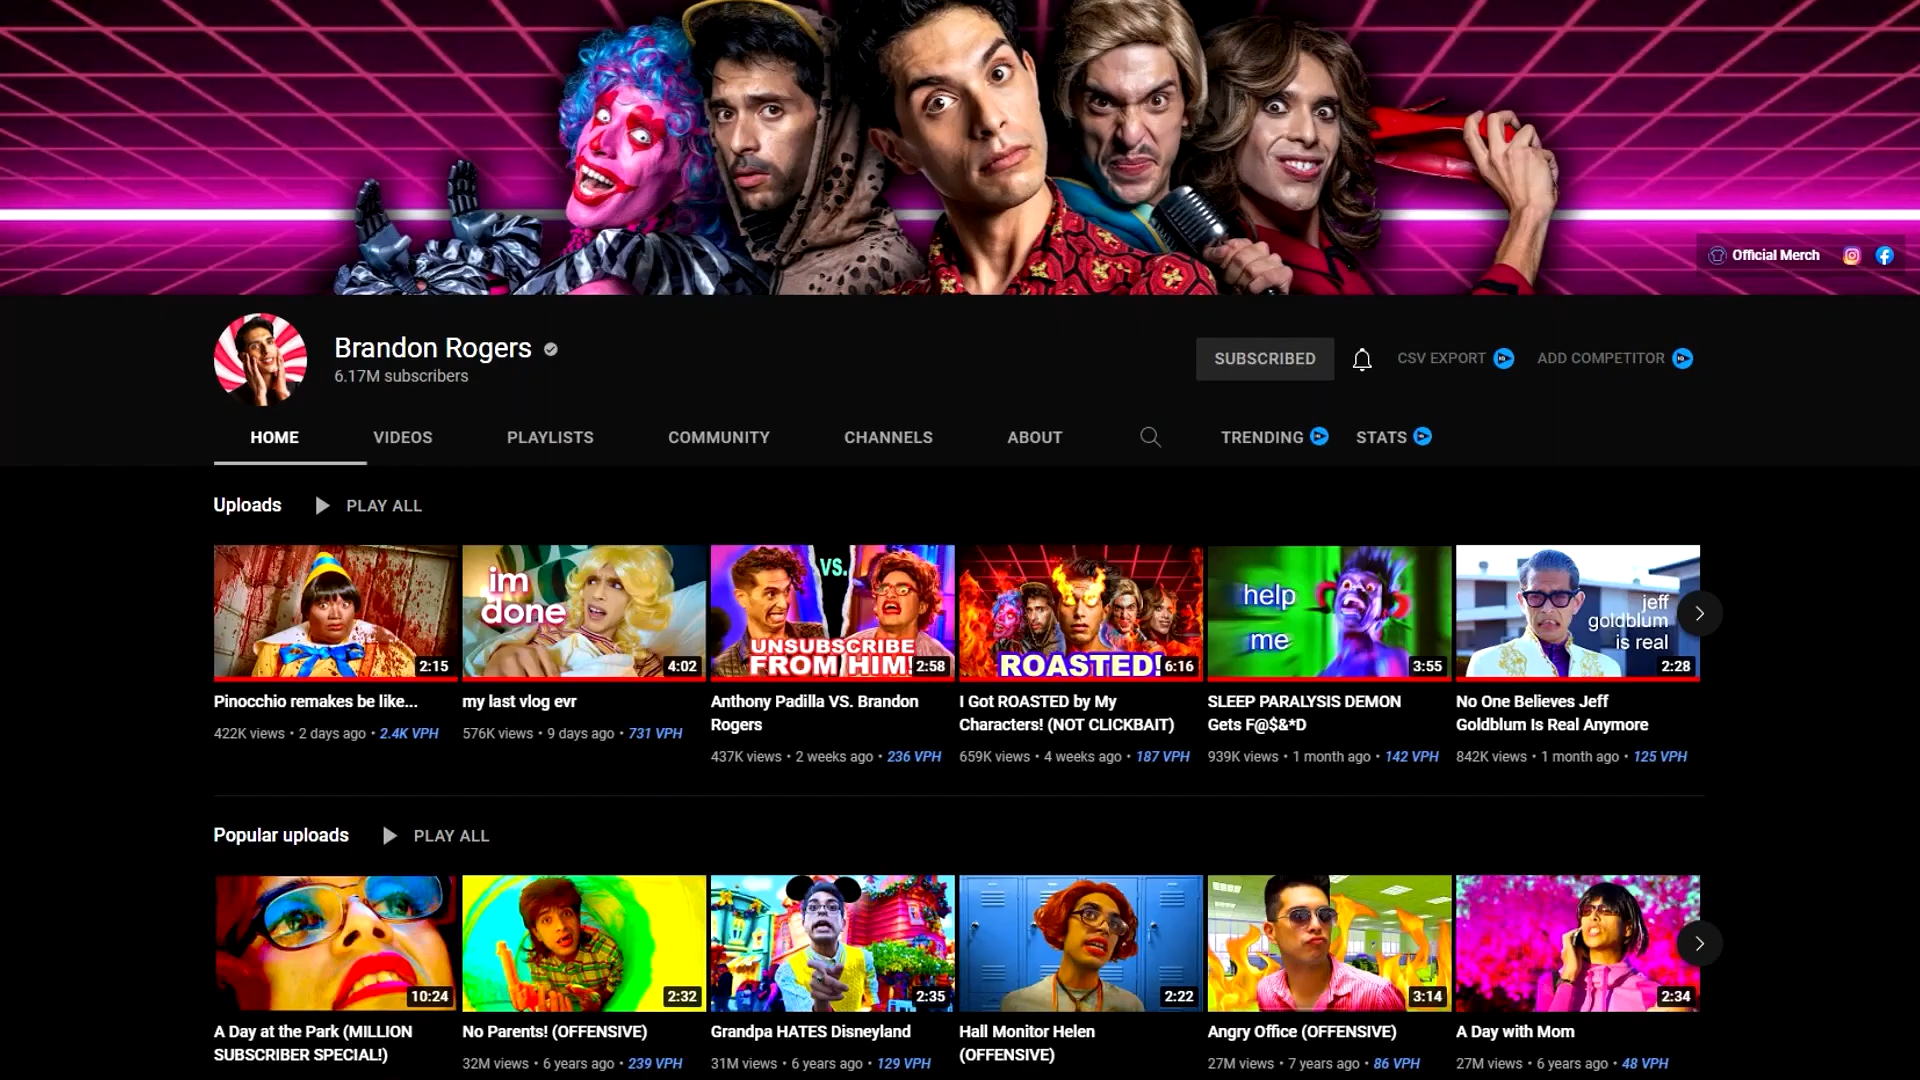 Official Merch
Brandon Rogers
6.17M subscribers
SUBSCRIBED
CSV EXPORT
ADD COMPETITOR
HOME
VIDEOS
PLAYLISTS
COMMUNITY
CHANNELS
ABOUT
TRENDING
STATS
Uploads
PLAY ALL
im
done
VS.
UNSUBSCRIBE
FROM HIM!
ROASTED!
help
me
jeff
goldblum
is real
2:15
4:02
2:58
6:16
3:55
2:28
Pinocchio remakes be like...
422K views • 2 days ago • 2.4K VPH
my last vlog evr
576K views • 9 days ago • 731 VPH
Anthony Padilla VS. Brandon
Rogers
437K views • 2 weeks ago • 236 VPH
I Got ROASTED by My
Characters! (NOT CLICKBAIT)
659K views • 4 weeks ago • 187 VPH
SLEEP PARALYSIS DEMON
Gets F@$&*D
939K views • 1 month ago • 142 VPH
No One Believes Jeff
Goldblum Is Real Anymore
842K views • 1 month ago • 125 VPH
Popular uploads
PLAY ALL
10:24
2:32
2:35
2:22
3:14
2:34
A Day at the Park (MILLION
SUBSCRIBER SPECIAL!)
No Parents! (OFFENSIVE)
32M views • 6 years ago • 239 VPH
Grandpa HATES Disneyland
31M views • 6 years ago • 129 VPH
Hall Monitor Helen
(OFFENSIVE)
Angry Office (OFFENSIVE)
27M views • 7 years ago • 86 VPH
A Day with Mom
27M views • 6 years ago • 48 VPH